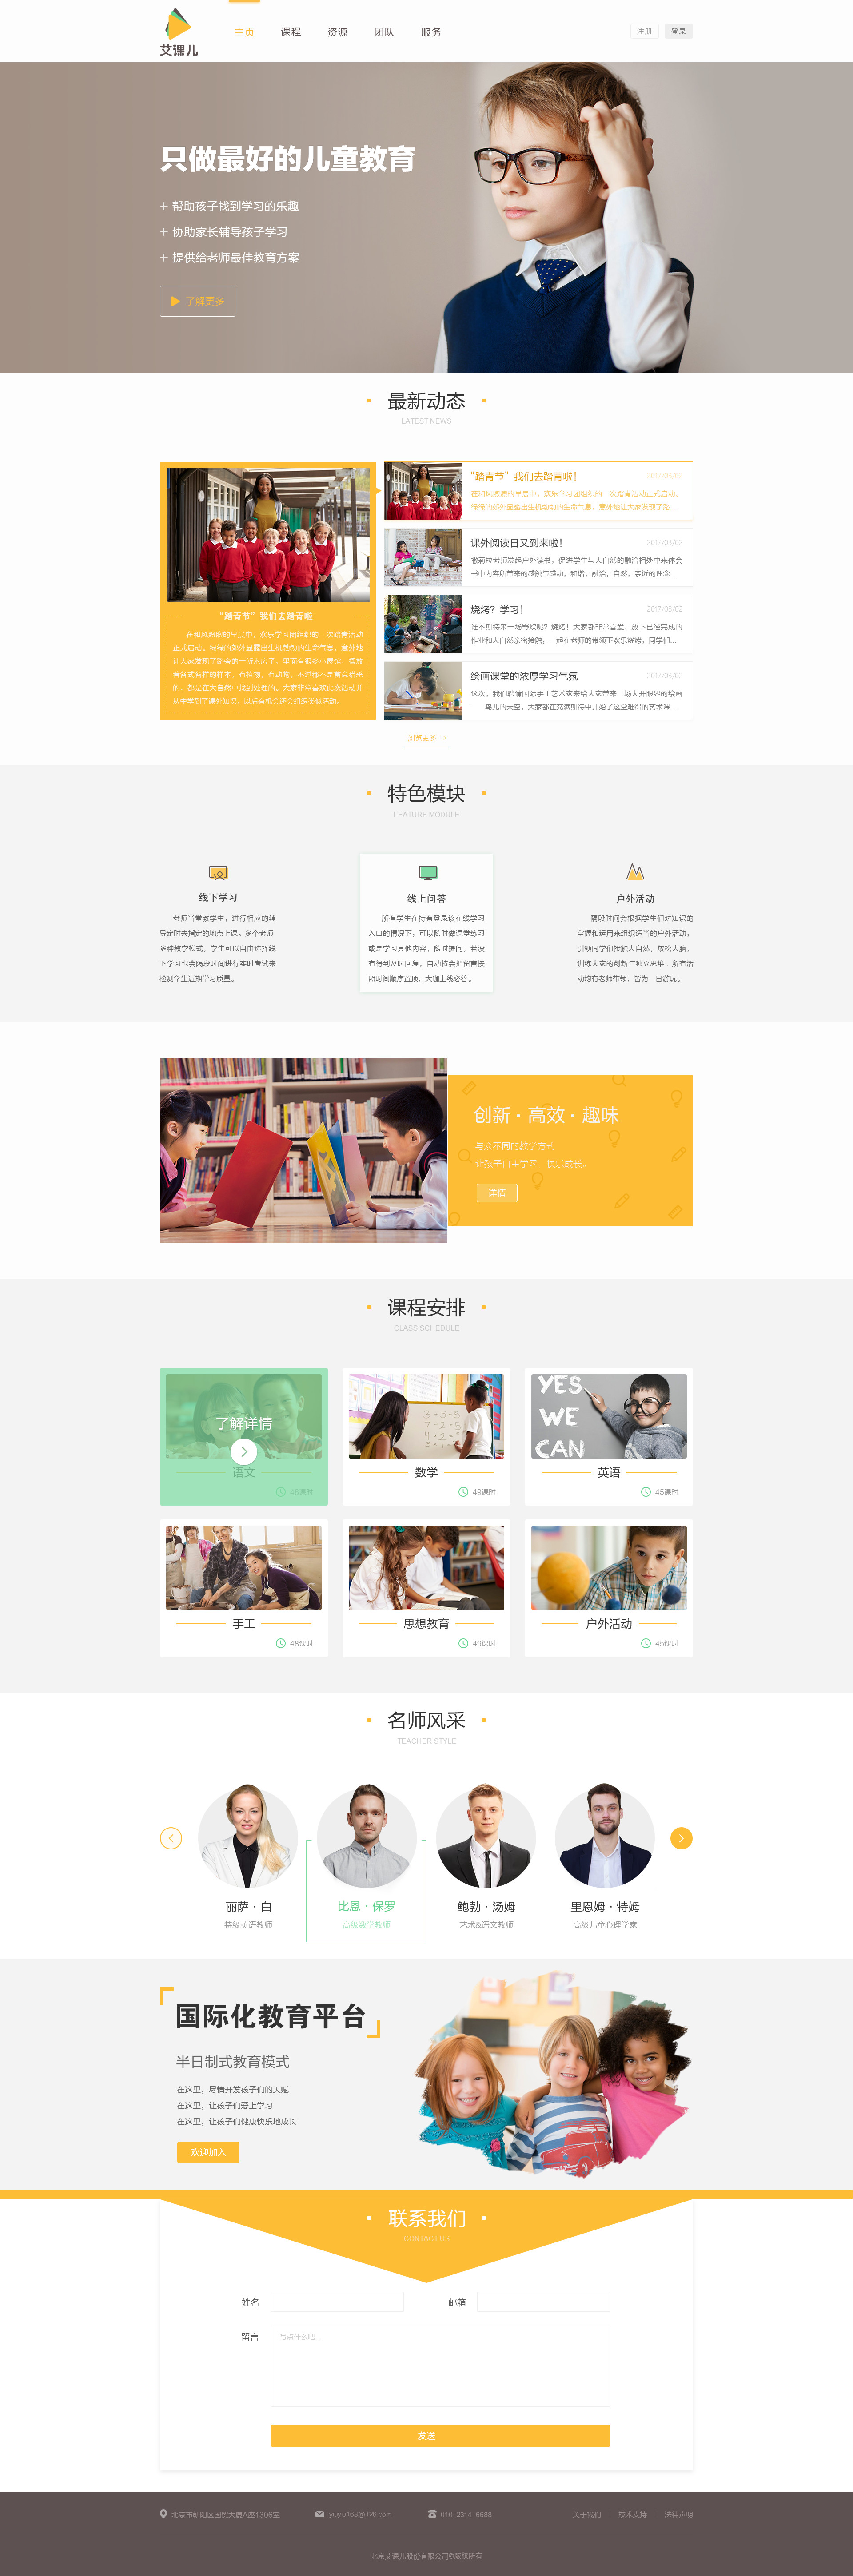 艾课儿
主页 课程 资源 团队 服务
注册 登录
只做最好的儿童教育
+ 帮助孩子找到学习的乐趣
+ 协助家长辅导孩子学习
+ 提供给老师最佳教育方案
了解更多
最新动态
LATEST NEWS
“踏青节”我们去踏青啦!
在和风煦煦的早晨中，欢乐学习团组织的一次踏青活动
正式启动。绿绿的郊外显露出生机勃勃的生命气息，意外地
让大家发现了路旁的一所木房子，里面有很多小展馆，摆放
着各式各样的样本，有植物，有动物，不过都不是囊袋猎杀
的，都是在大自然中找到处理的。大家非常喜欢此次活动并
从中学到了课外知识，以后有机会还会组织类似活动。
“踏青节”我们去踏青啦！ 2017/03/02
在和风煦煦的早晨中，欢乐学习团组织的一次踏青活动正式启动。
绿绿的郊外显露出生机勃勃的生命气息，意外地让大家发现了路...
课外阅读日又到来啦！ 2017/03/02
撒莉拉老师发起户外读书，促进学生与大自然的融洽相处中来体会
书中内容所带来的感触与感动，和谐，融洽，自然，亲近的理念...
烧烤？学习！ 2017/03/02
谁不期待来一场野炊呢？烧烤！大家都非常喜爱，放下已经完成的
作业和大自然亲密接触，一起在老师的带领下欢乐烧烤，同学们...
绘画课堂的浓厚学习气氛 2017/03/02
这次，我们聘请国际手工艺术家来给大家带来一场大开眼界的绘画
——鸟儿的天空，大家都在充满期待中开始了这堂难得的艺术课...
浏览更多 →
特色模块
FEATURE MODULE
线下学习
老师当堂教学生，进行相应的辅
导定时去指定的地点上课。多个老师
多种教学模式，学生可以自由选择线
下学习也会隔段时间进行实时考试来
检测学生近期学习质量。
线上问答
所有学生在持有登录该在线学习
入口的情况下，可以随时做课堂练习
或是学习其他内容，随时提问，若没
有得到及时回复，自动将会把留言按
照时间顺序置顶，大咖上线必答。
户外活动
隔段时间会根据学生们对知识的
掌握和运用来组织适当的户外活动，
引领同学们接触大自然，放松大脑，
训练大家的创新与独立思维。所有活
动均有老师带领，皆为一日游玩。
创新·高效·趣味
与众不同的教学方式
让孩子自主学习，快乐成长。
详情
课程安排
CLASS SCHEDULE
了解详情
语文
48课时
数学
49课时
YES
WE
CAN
英语
45课时
手工
48课时
思想教育
49课时
户外活动
45课时
名师风采
TEACHER STYLE
丽萨·白
特级英语教师
比恩·保罗
高级数学教师
鲍勃·汤姆
艺术&语文教师
里恩姆·特姆
高级儿童心理学家
国际化教育平台
半日制式教育模式
在这里，尽情开发孩子们的天赋
在这里，让孩子们爱上学习
在这里，让孩子们健康快乐地成长
欢迎加入
联系我们
CONTACT US
姓名
邮箱
留言
写点什么吧...
发送
北京市朝阳区国贸大厦A座1306室
yuyiu168@126.com
010-2314-6688
关于我们 | 技术支持 | 法律声明
北京艾课儿股份有限公司©版权所有